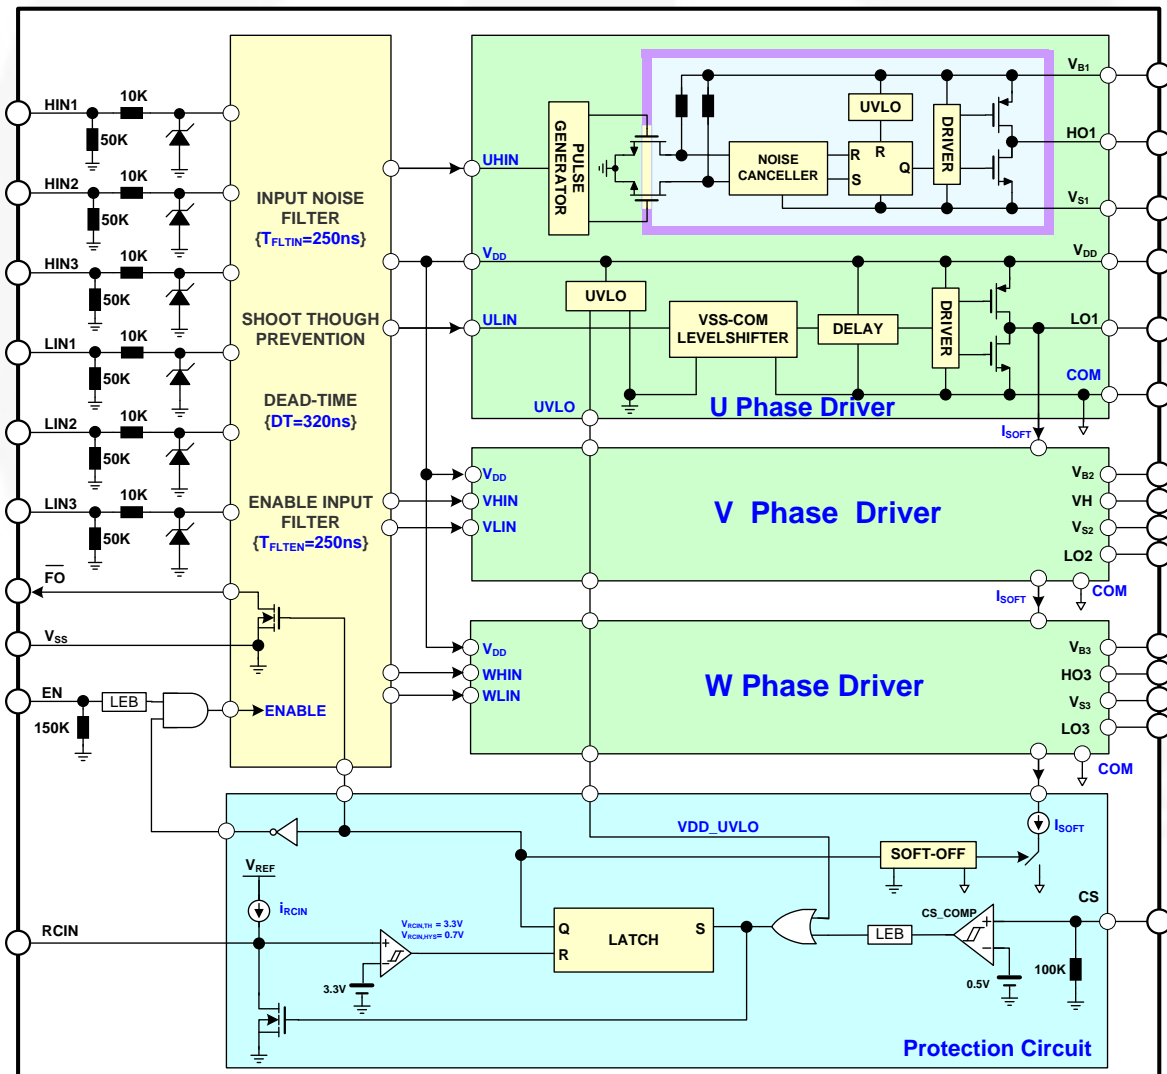 HIN1
10K
50K
HIN2
10K
50K
HIN3
10K
50K
LIN1
10K
50K
LIN2
10K
50K
LIN3
10K
50K
FO
VSS
EN
LEB
150K
ENABLE
INPUT NOISE
FILTER
{TFLTIN=250ns}
SHOOT THOUGH
PREVENTION
DEAD-TIME
{DT=320ns}
ENABLE INPUT
FILTER
{TFLTEN=250ns}
UHIN
PULSE
GENERATOR
NOISE
CANCELLER
UVLO
R
R
S
Q
DRIVER
VB1
HO1
VS1
VDD
VDD
UVLO
ULIN
VSS-COM
LEVELSHIFTER
DELAY
DRIVER
LO1
COM
UVLO
U Phase Driver
ISOFT
VDD
VHIN
VLIN
V Phase Driver
VB2
VH
VS2
LO2
ISOFT
COM
VDD
WHIN
WLIN
W Phase Driver
VB3
HO3
VS3
LO3
COM
VDD_UVLO
ISOFT
SOFT-OFF
VREF
iRCIN
RCIN
VRCIN,TH = 3.3V
VRCIN,HYS= 0.7V
3.3V
Q
R
S
LATCH
LEB
CS_COMP
CS
0.5V
100K
Protection Circuit